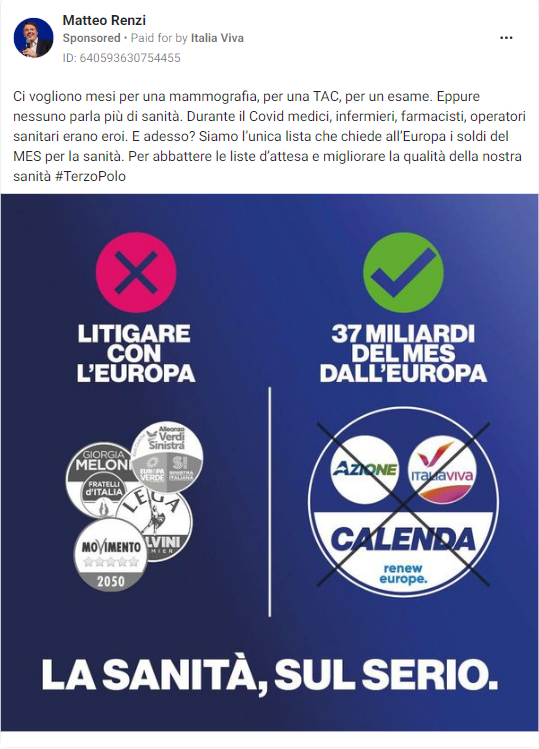 Matteo Renzi
Sponsored • Paid for by Italia Viva
ID: 640593630754455
Ci vogliono mesi per una mammografia, per una TAC, per un esame. Eppure
nessuno parla più di sanità. Durante il Covid medici, infermieri, farmacisti, operatori
sanitari erano eroi. E adesso? Siamo l'unica lista che chiede all'Europa i soldi del
MES per la sanità. Per abbattere le liste d'attesa e migliorare la qualità della nostra
sanità #TerzoPolo
LITIGARE
CON
L'EUROPA
37 MILIARDI
DEL MES
DALL'EUROPA
Alleanza
Verdi
Sinistra
EUROPA
VERDE
SI
SINISTRA
ITALIANA
GIORGIA
MELONI
FRATELLI
d'ITALIA
LEGA
LVINI
EMIER
MOVIMENTO
2050
AZIONE
ITALIAVIVA
CALENDA
renew
europe.
LA SANITÀ, SUL SERIO.